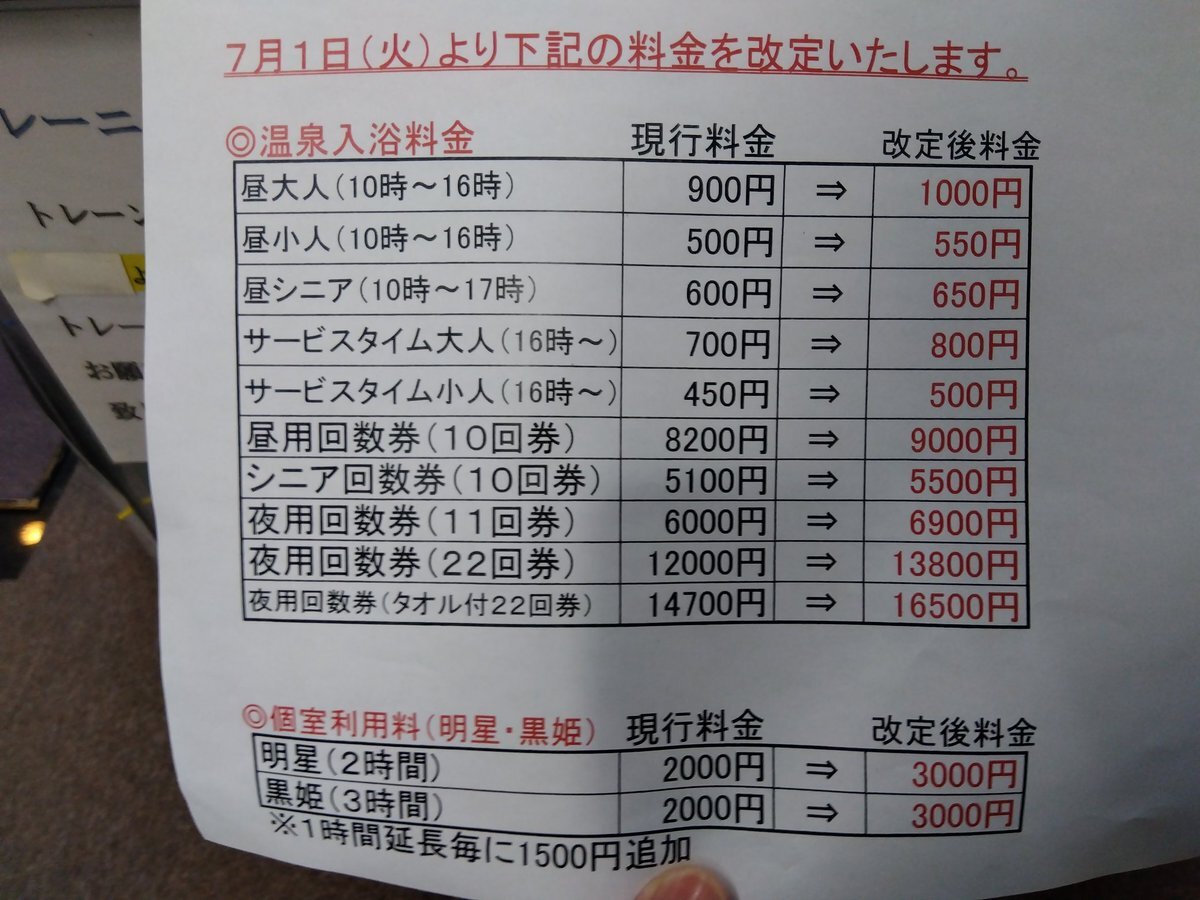 7月1日(火)より下記の料金を改定いたします。
◎温泉入浴料金 現行料金 改定後料金
昼大人(10時～16時) 900円 ⇒ 1000円
昼小人(10時～16時) 500円 ⇒ 550円
昼シニア(10時～17時) 600円 ⇒ 650円
サービスタイム大人(16時～) 700円 ⇒ 800円
サービスタイム小人(16時～) 450円 ⇒ 500円
昼用回数券(10回券) 8200円 ⇒ 9000円
シニア回数券(10回券) 5100円 ⇒ 5500円
夜用回数券(11回券) 6000円 ⇒ 6900円
夜用回数券(22回券) 12000円 ⇒ 13800円
夜用回数券(タオル付22回券) 14700円 ⇒ 16500円
◎個室利用料(明星・黒姫) 現行料金 改定後料金
明星(2時間) 2000円 ⇒ 3000円
黒姫(3時間) 2000円 ⇒ 3000円
※1時間延長毎に1500円追加
レーニ
トレーン
トレー
お願
致